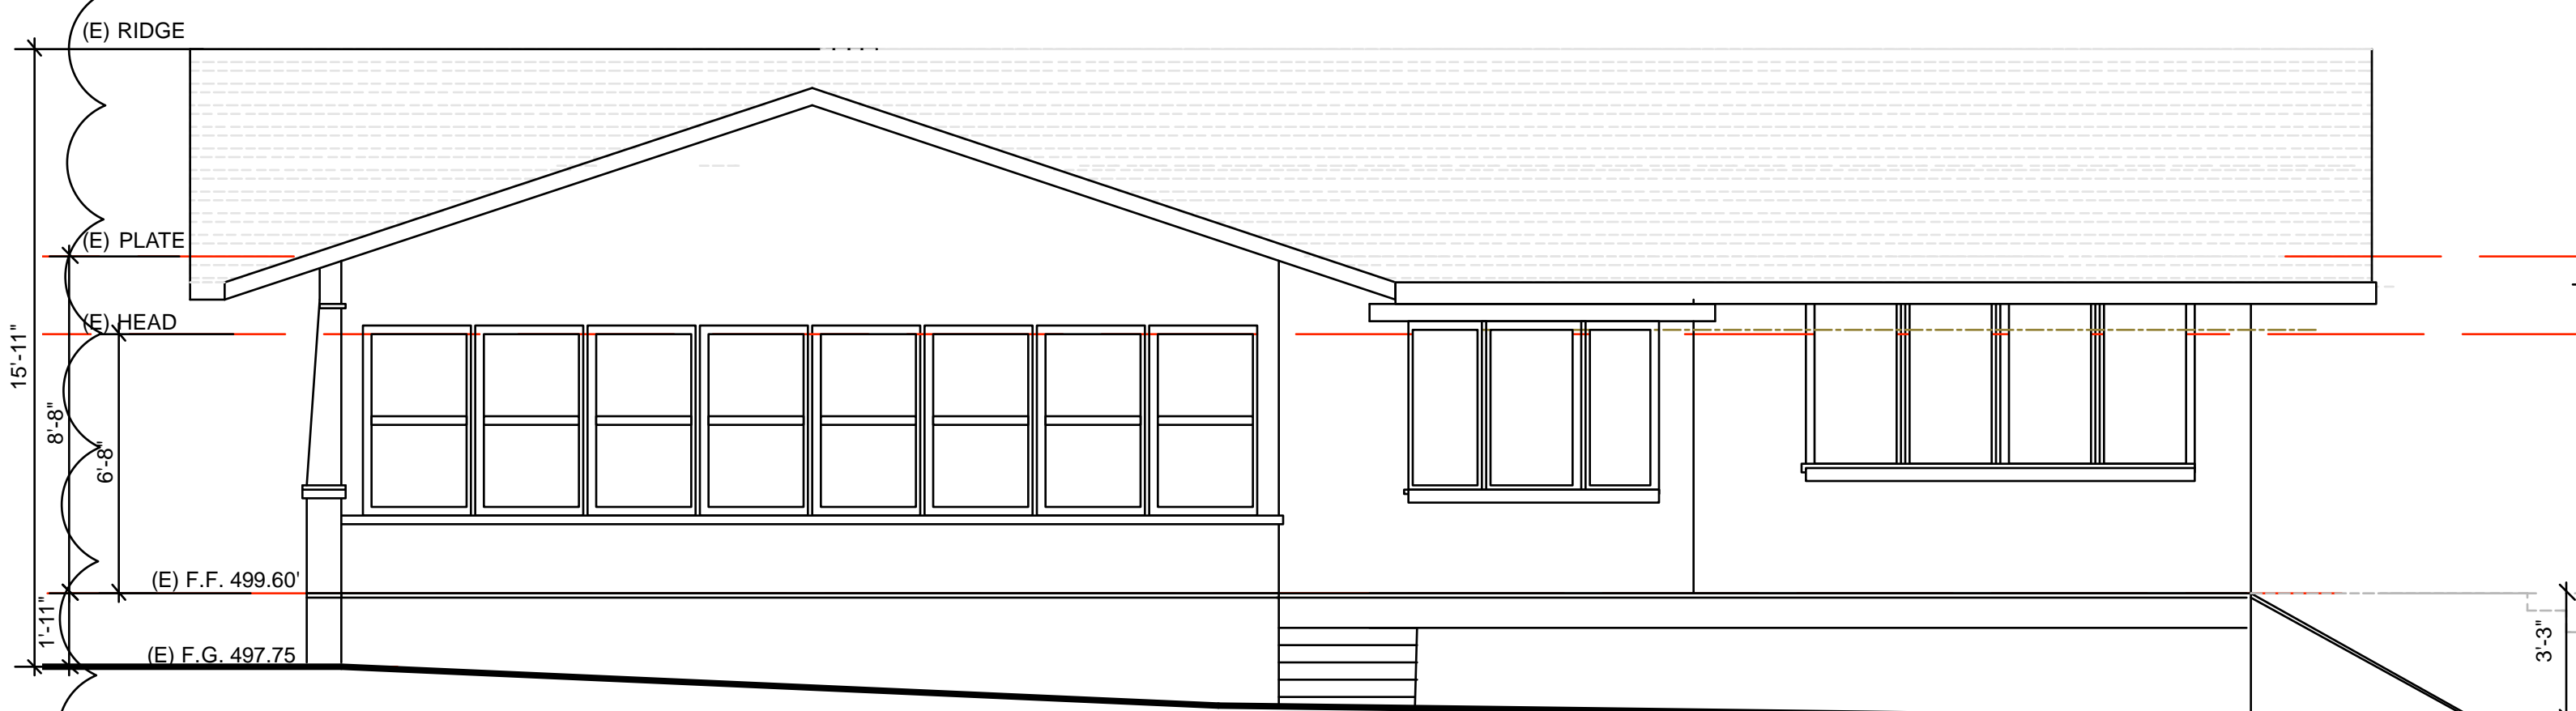 (E) RIDGE
(E) PLATE
(E) HEAD
15'-11"
8'-8"
6'-8"
(E) F.F. 499.60'
1'-11"
(E) F.G. 497.75
3'-3"